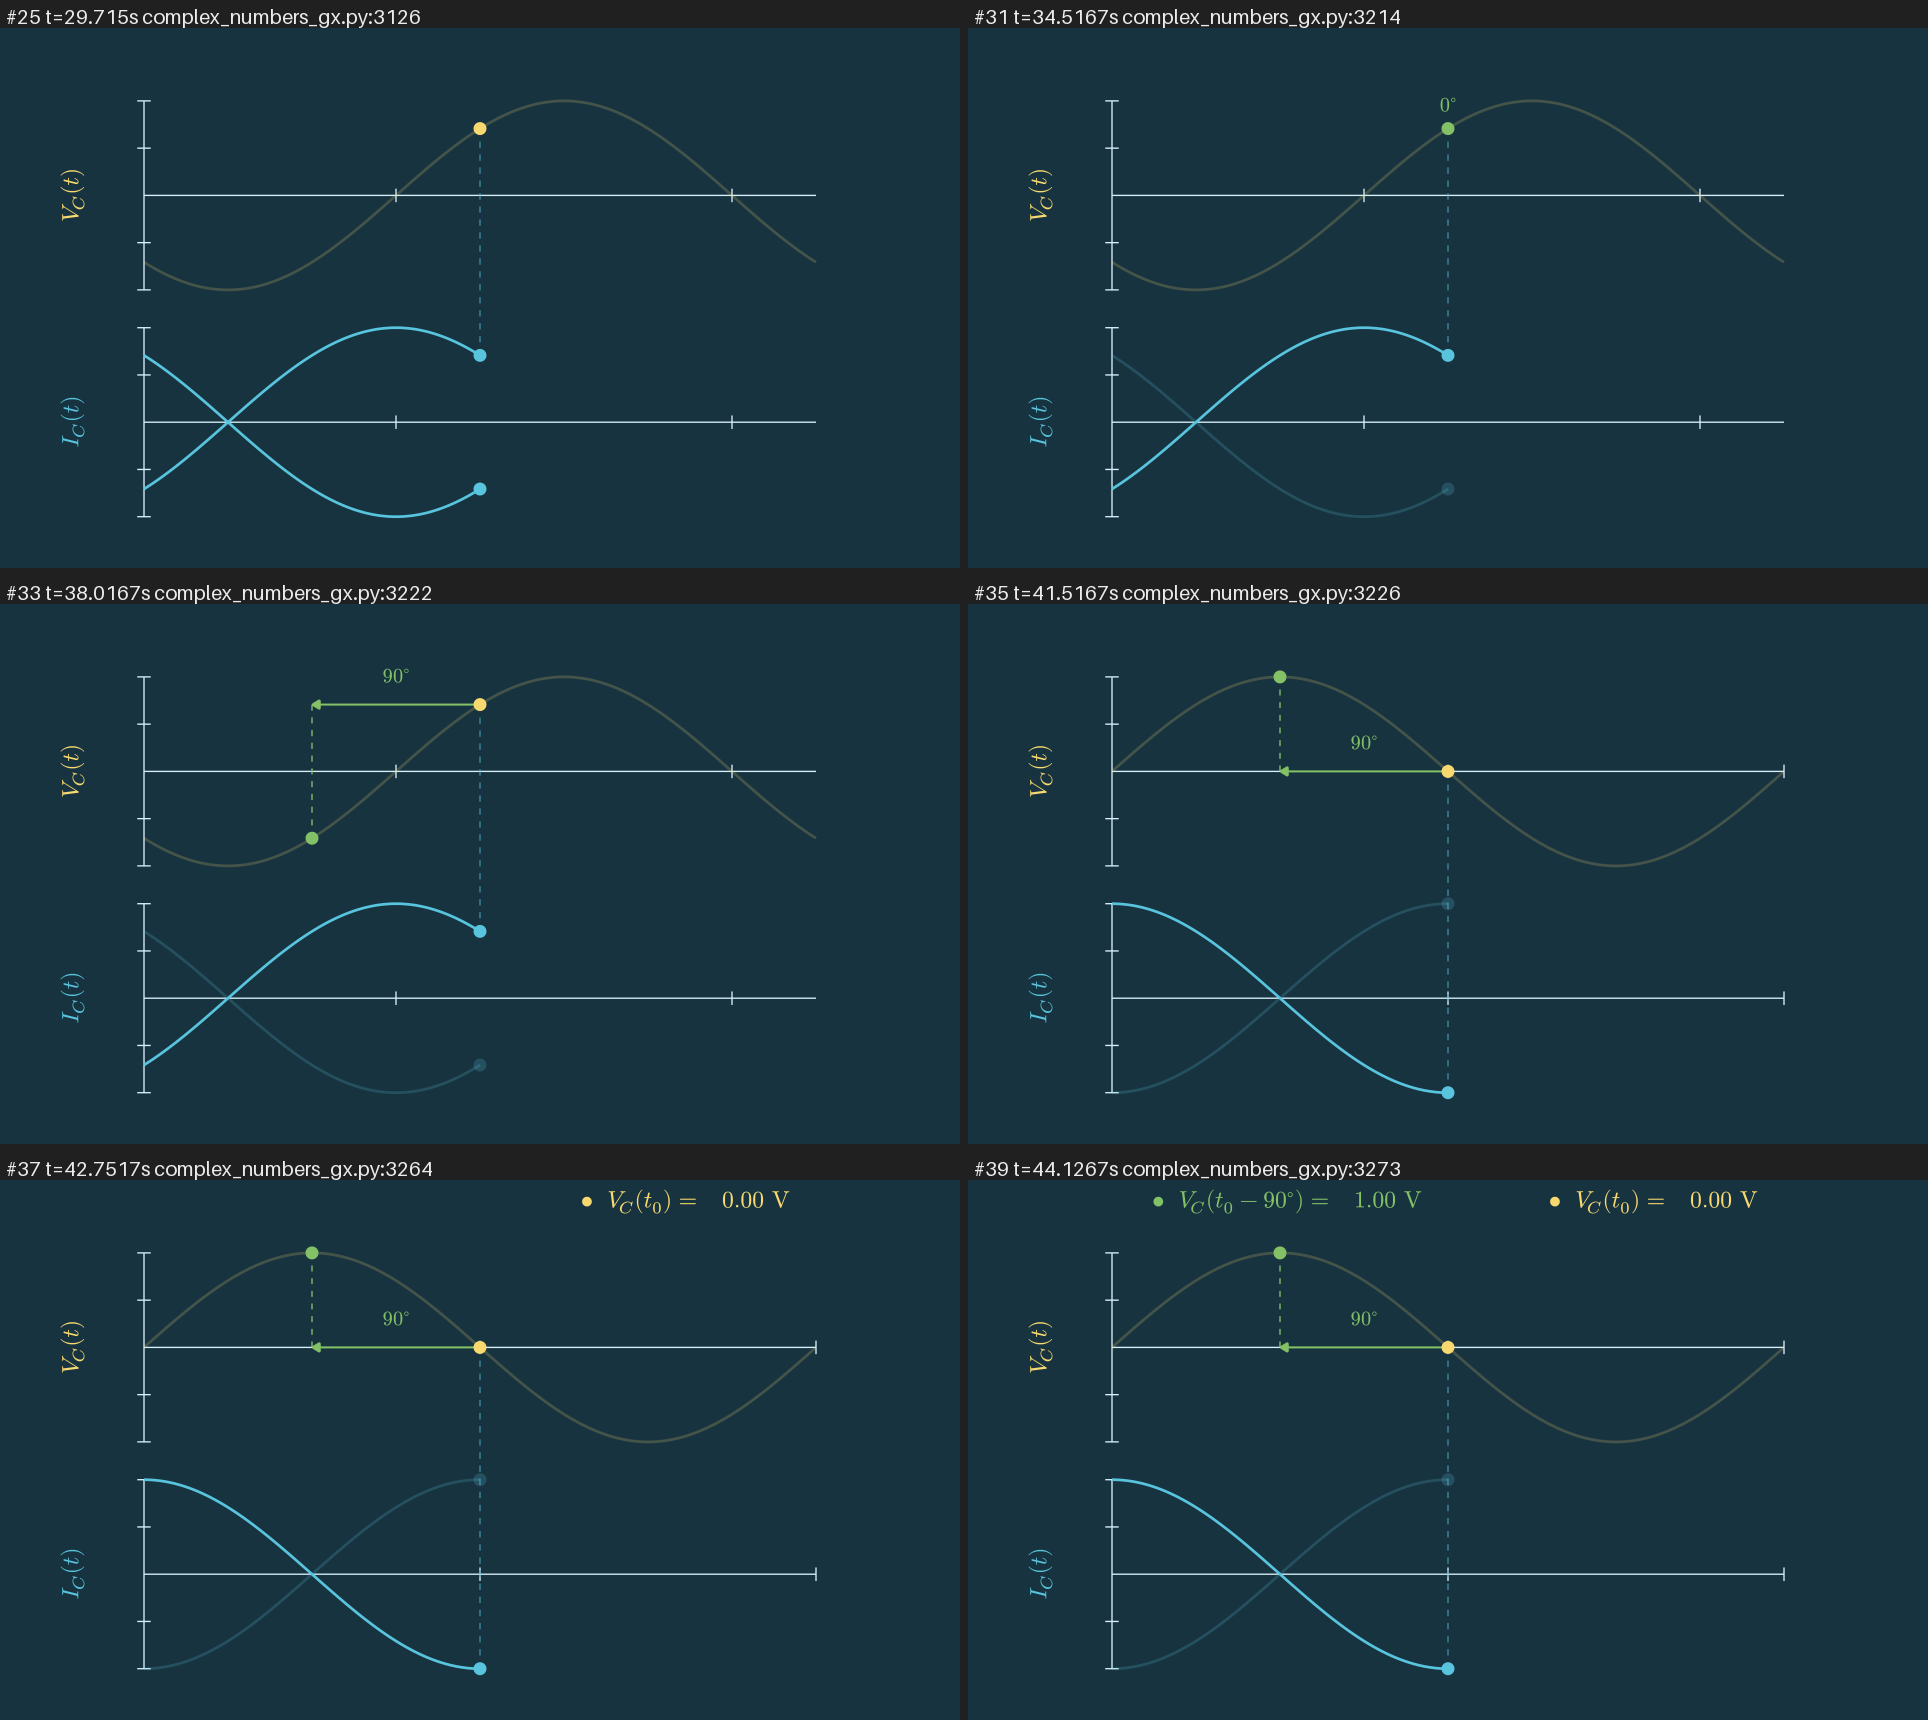 #25 t=29.715s complex_numbers_gx.py:3126
V_C(t)
I_C(t)
#31 t=34.5167s complex_numbers_gx.py:3214
0°
V_C(t)
I_C(t)
#33 t=38.0167s complex_numbers_gx.py:3222
90°
V_C(t)
I_C(t)
#35 t=41.5167s complex_numbers_gx.py:3226
90°
V_C(t)
I_C(t)
#37 t=42.7517s complex_numbers_gx.py:3264
V_C(t_0) = 0.00 V
90°
V_C(t)
I_C(t)
#39 t=44.1267s complex_numbers_gx.py:3273
V_C(t_0 − 90°) = 1.00 V
V_C(t_0) = 0.00 V
90°
V_C(t)
I_C(t)